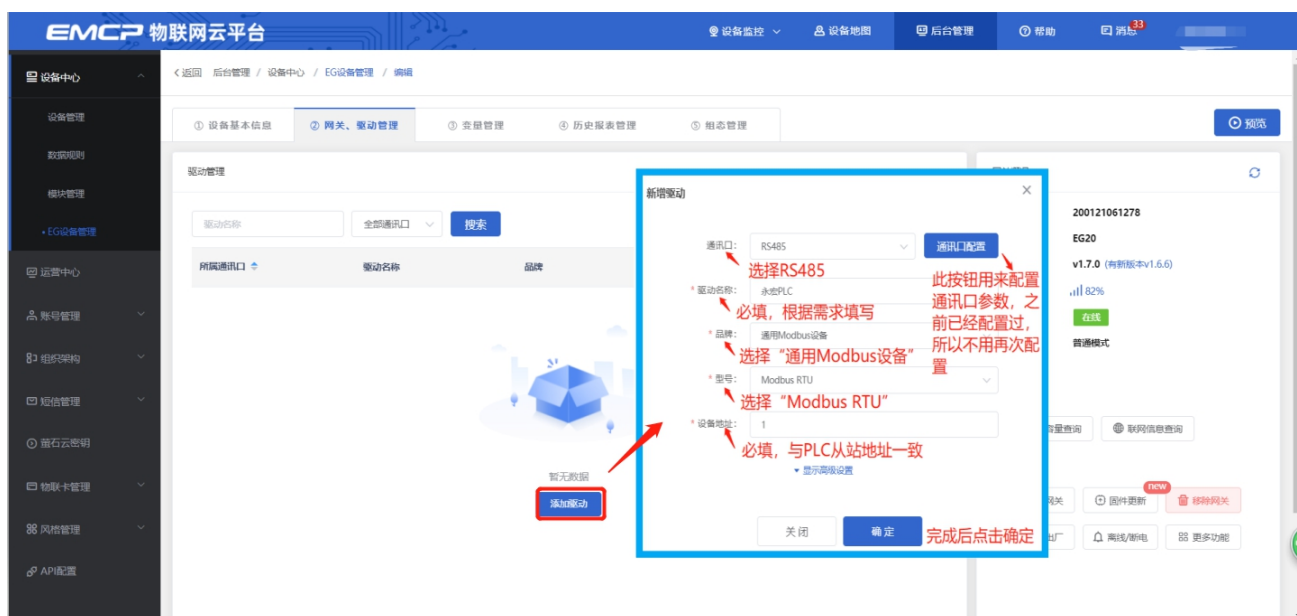 EMCP 物联网云平台
设备监控
设备地图
后台管理
帮助
消息
33
设备中心
设备管理
数据规则
模块管理
• EG设备管理
运营中心
账号管理
组织架构
短信管理
萤石云密钥
物联卡管理
风格管理
API配置
<返回 后台管理 / 设备中心 / EG设备管理 / 编辑
① 设备基本信息
② 网关、驱动管理
③ 变量管理
④ 历史报表管理
⑤ 组态管理
预览
驱动管理
驱动名称
全部通讯口
搜索
所属通讯口
驱动名称
品牌
暂无数据
添加驱动
新增驱动
×
通讯口:
RS485
通讯口配置
选择RS485
* 驱动名称:
永宏PLC
必填，根据需求填写
* 品牌:
通用Modbus设备
选择“通用Modbus设备”
此按钮用来配置
通讯口参数，之
前已经配置过，
所以不用再次配
置
* 型号:
Modbus RTU
选择“Modbus RTU”
* 设备地址:
1
必填，与PLC从站地址一致
显示高级设置
关闭
确定
完成后点击确定
200121061278
EG20
v1.7.0 (有新版本v1.6.6)
82%
在线
普通模式
量查询
联网信息查询
new
关
固件更新
移除网关
出厂
离线/断电
更多功能